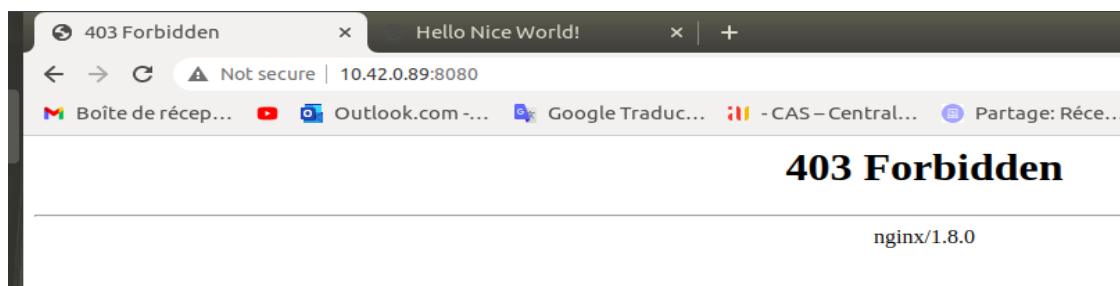 403 Forbidden Hello Nice World!
Not secure 10.42.0.89:8080
Boîte de récep... Outlook.com -... Google Traduc... - CAS – Central... Partage: Réce...
403 Forbidden
nginx/1.8.0